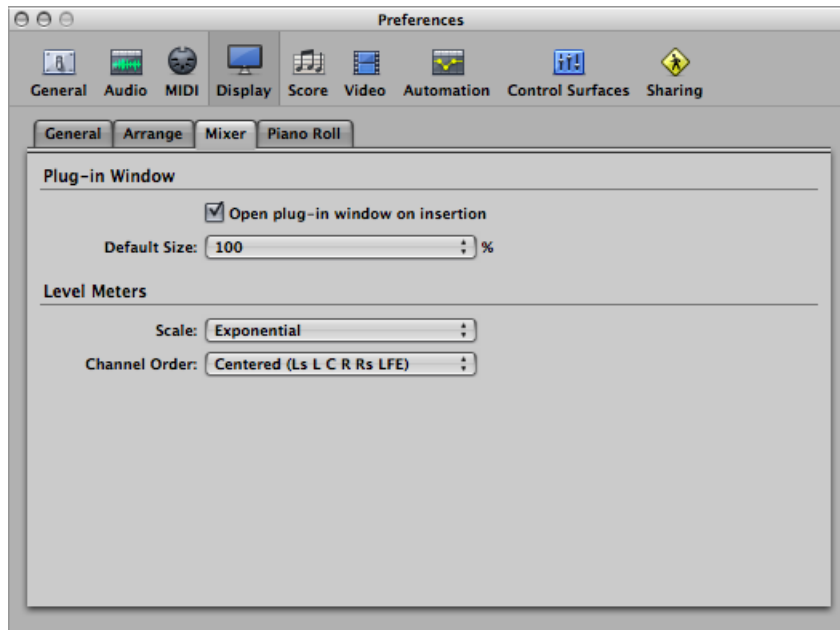 Preferences
General Audio MIDI Display Score Video Automation Control Surfaces Sharing
General Arrange Mixer Piano Roll
Plug-in Window
Open plug-in window on insertion
Default Size: 100 %
Level Meters
Scale: Exponential
Channel Order: Centered (Ls L C R Rs LFE)